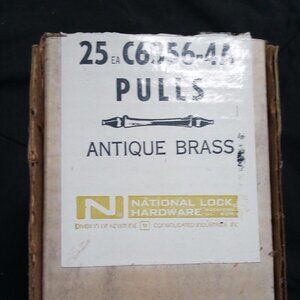 25 EA C6256-4A
PULLS
ANTIQUE BRASS
N NATIONAL LOCK
HARDWARE
DIVISION OF KEYSTONE CONSOLIDATED INDUSTRIES, INC.